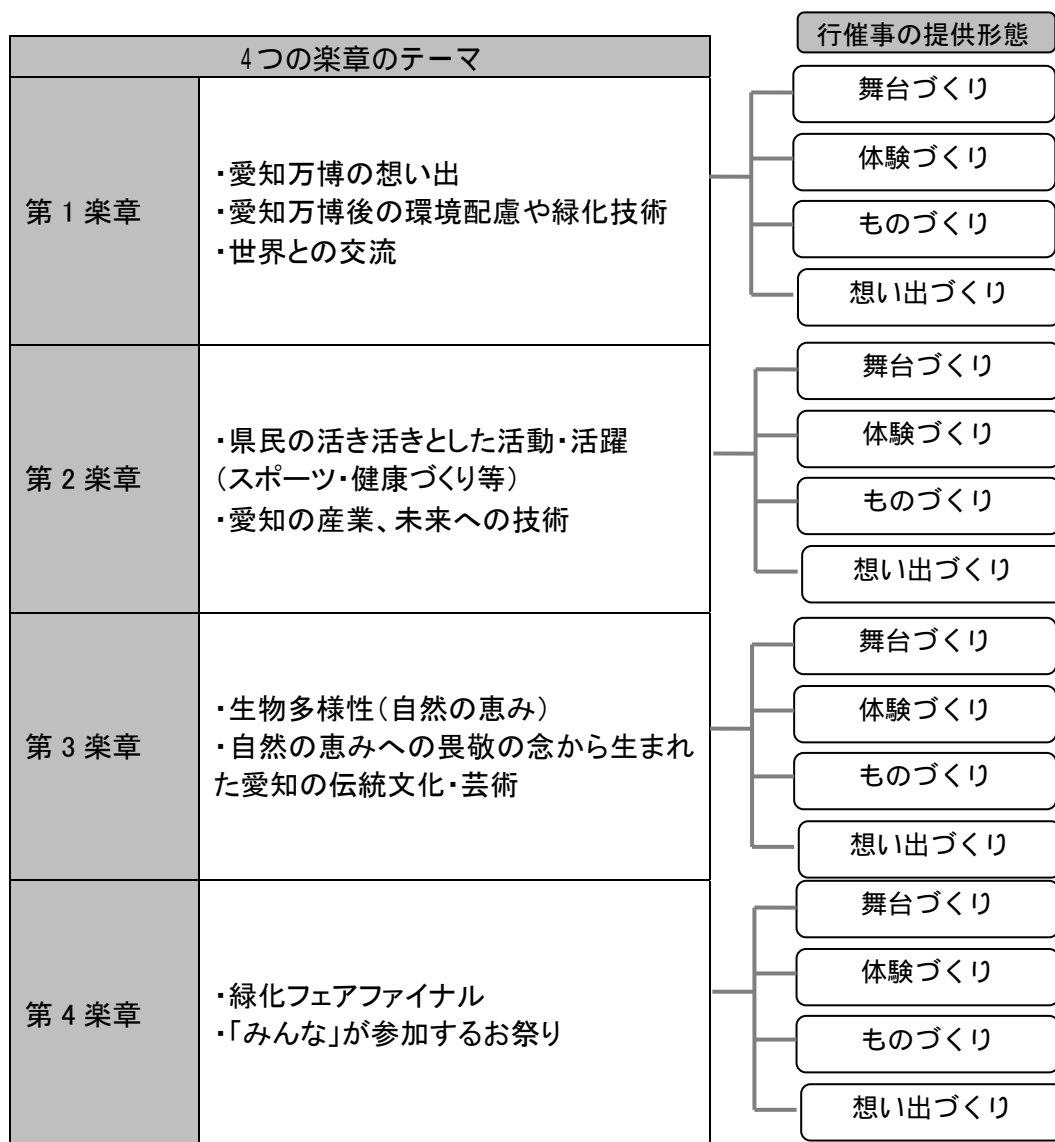 行催事の提供形態
4つの楽章のテーマ
第1楽章
・愛知万博の想い出
・愛知万博後の環境配慮や緑化技術
・世界との交流
舞台づくり
体験づくり
ものづくり
想い出づくり
第2楽章
・県民の活き活きとした活動・活躍
(スポーツ・健康づくり等)
・愛知の産業、未来への技術
舞台づくり
体験づくり
ものづくり
想い出づくり
第3楽章
・生物多様性(自然の恵み)
・自然の恵みへの畏敬の念から生まれ
た愛知の伝統文化・芸術
舞台づくり
体験づくり
ものづくり
想い出づくり
第4楽章
・緑化フェアファイナル
・「みんな」が参加するお祭り
舞台づくり
体験づくり
ものづくり
想い出づくり